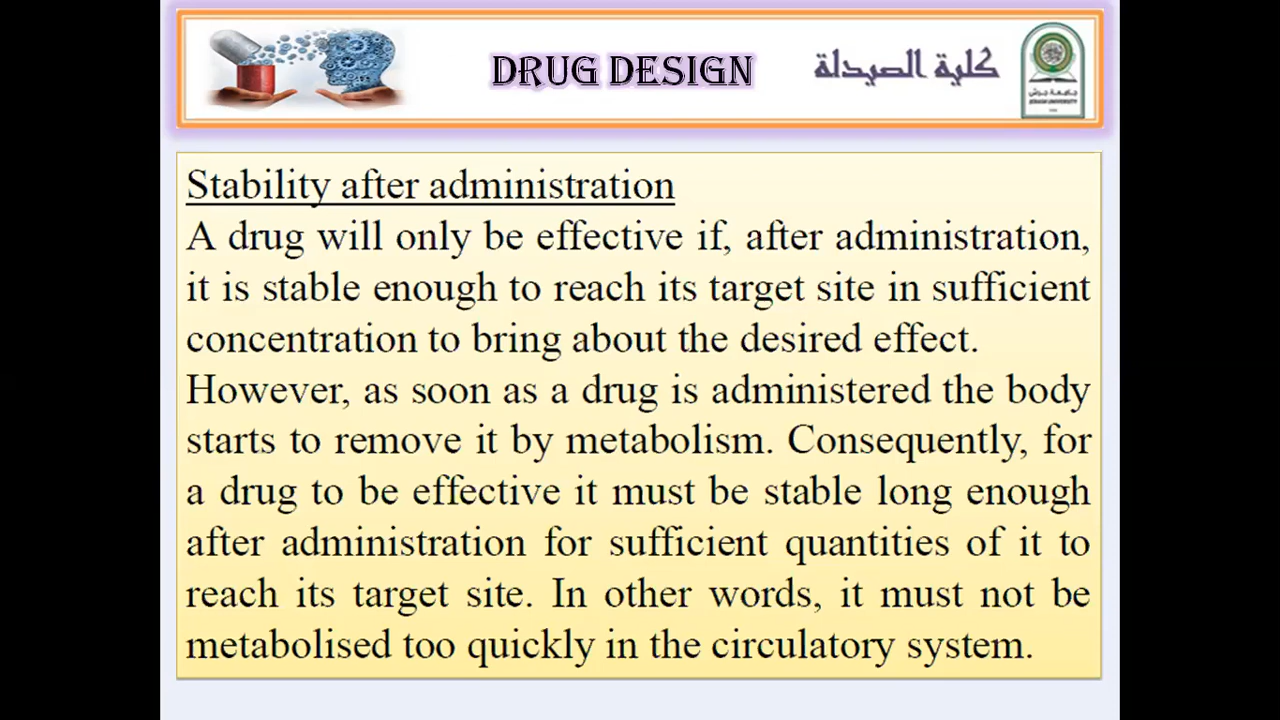 DRUG DESIGN
كلية الصيدلة
جامعة جرش
JERASH UNIVERSITY
Stability after administration
A drug will only be effective if, after administration,
it is stable enough to reach its target site in sufficient
concentration to bring about the desired effect.
However, as soon as a drug is administered the body
starts to remove it by metabolism. Consequently, for
a drug to be effective it must be stable long enough
after administration for sufficient quantities of it to
reach its target site. In other words, it must not be
metabolised too quickly in the circulatory system.